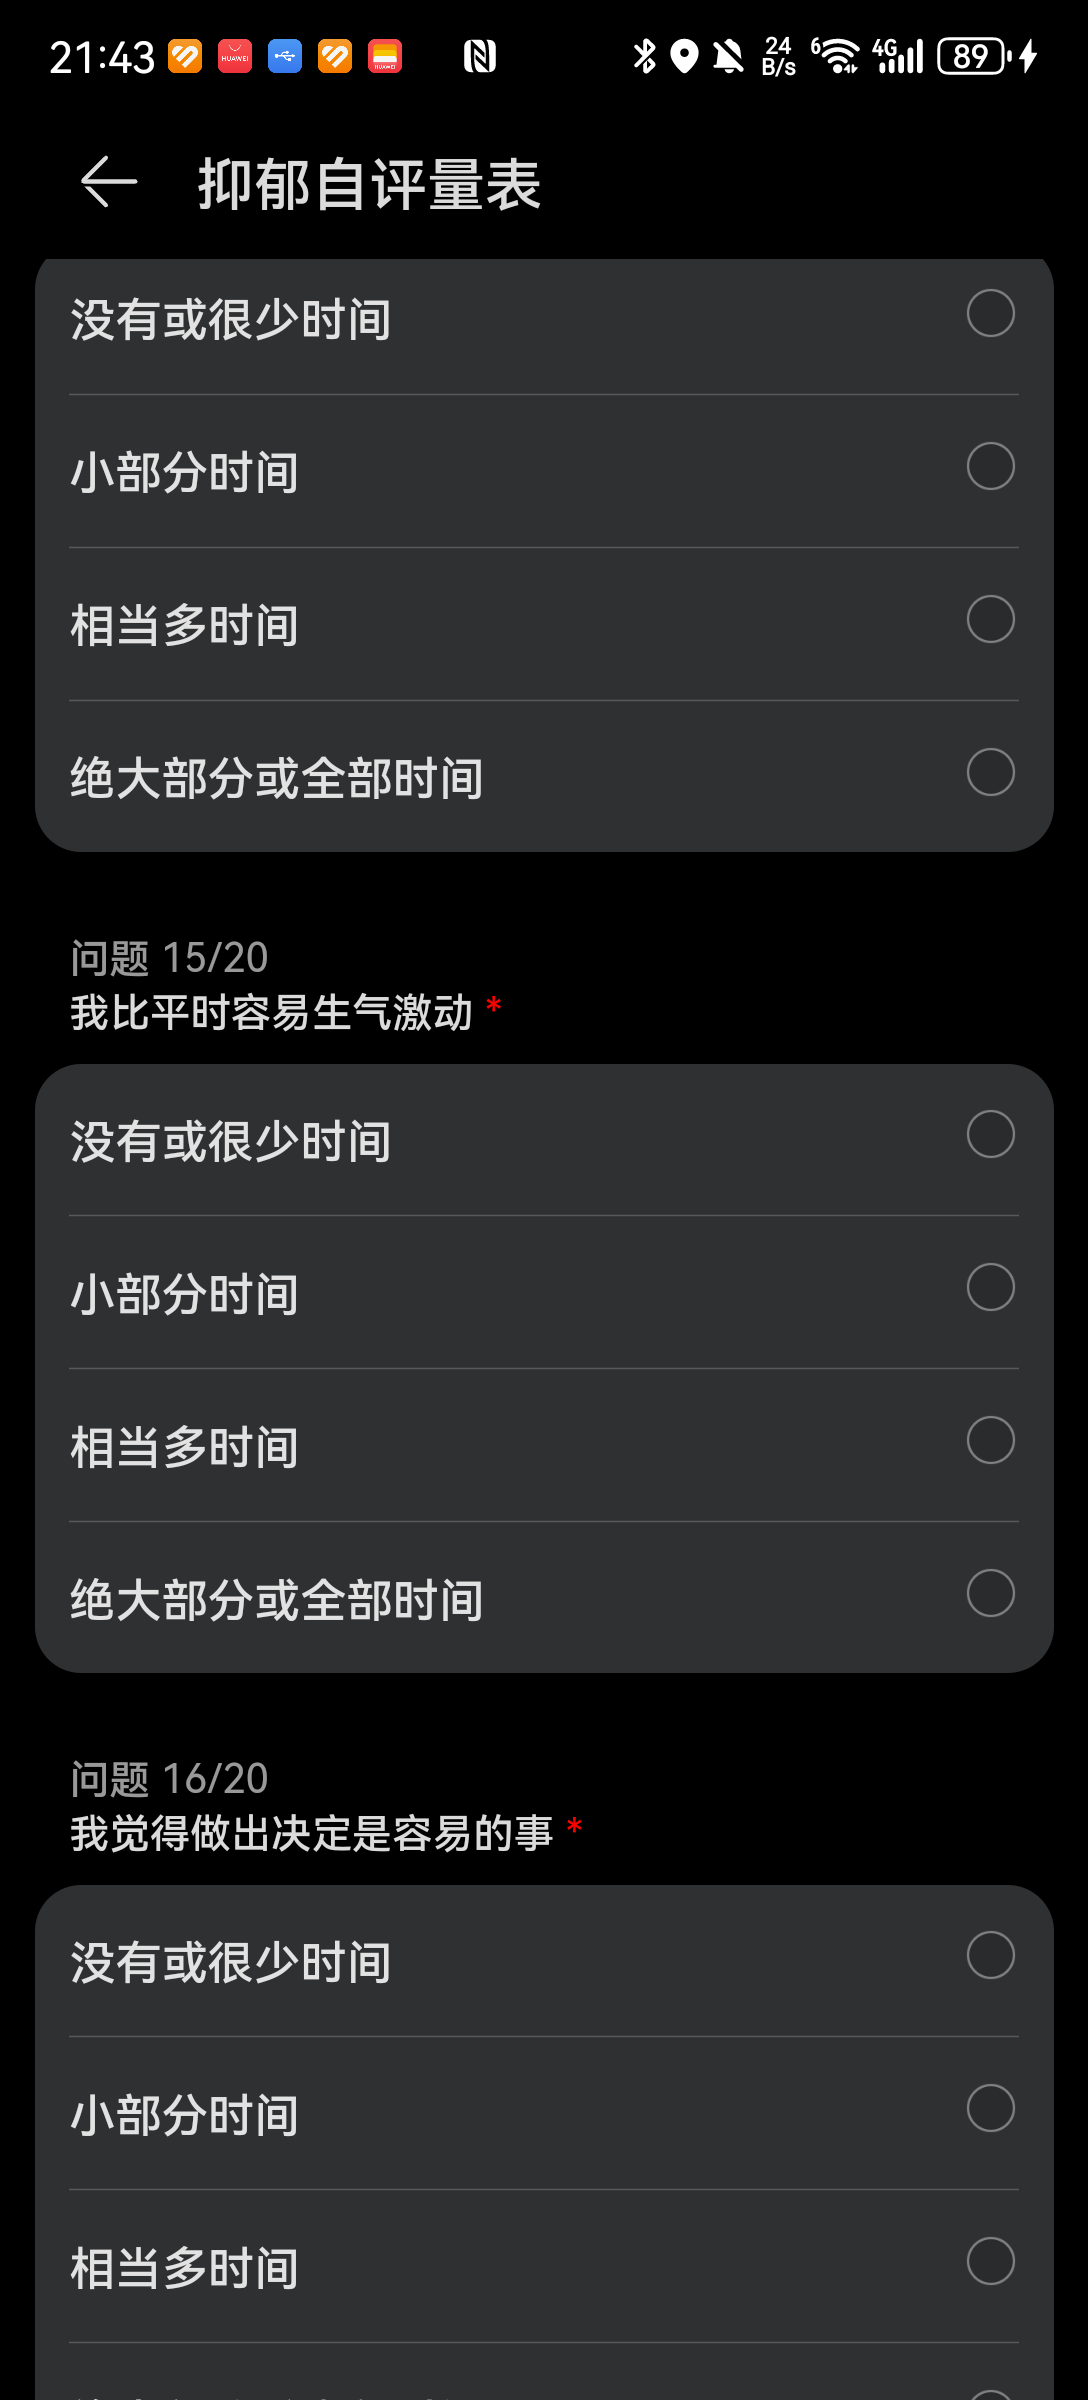 21:43 24 B/s 6 4G 89
抑郁自评量表
没有或很少时间
小部分时间
相当多时间
绝大部分或全部时间
问题 15/20
我比平时容易生气激动 *
没有或很少时间
小部分时间
相当多时间
绝大部分或全部时间
问题 16/20
我觉得做出决定是容易的事 *
没有或很少时间
小部分时间
相当多时间